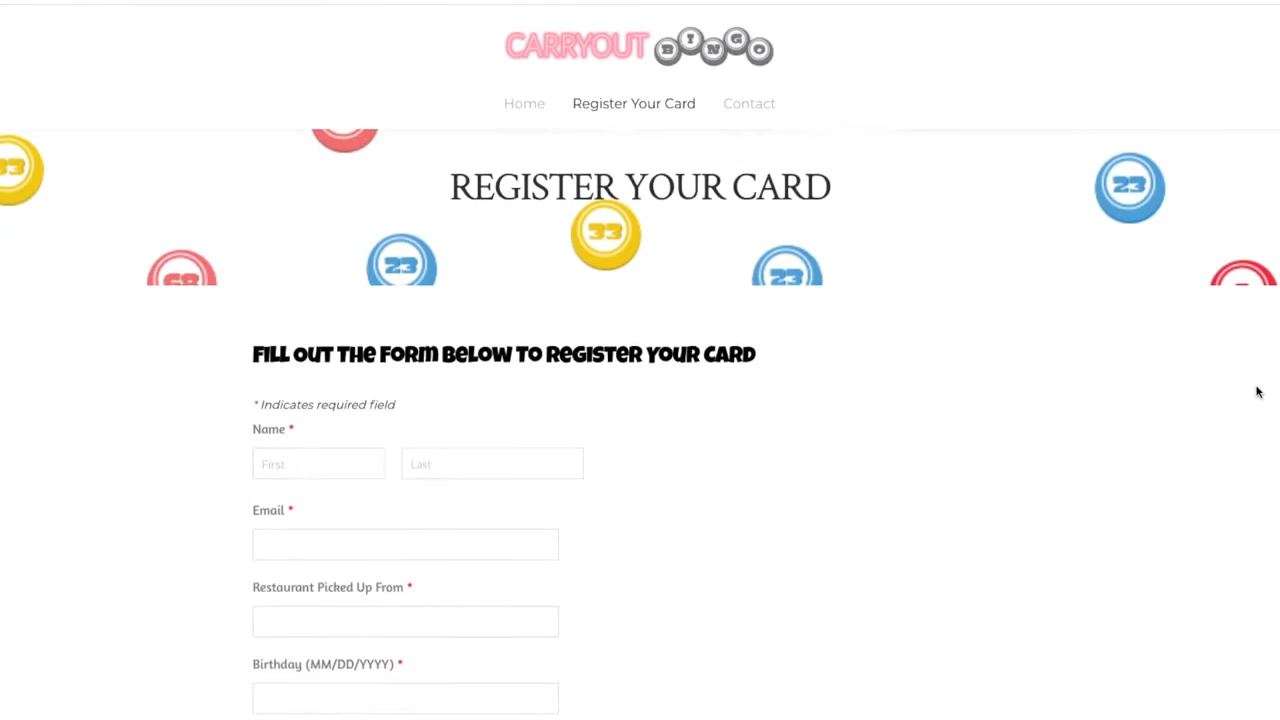 CARRYOUT BINGO
Home Register Your Card Contact
33
REGISTER YOUR CARD
23
33
23
23
68
Fill out the form below to register your card
* Indicates required field
Name *
First Last
Email *
Restaurant Picked Up From *
Birthday (MM/DD/YYYY) *